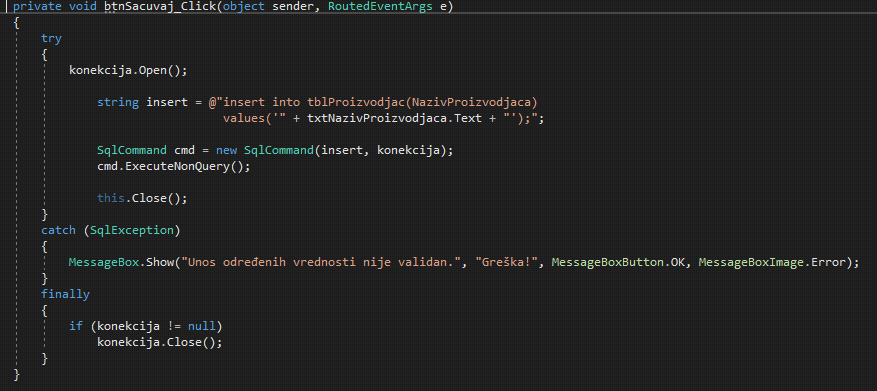 private void btnSacuvaj_Click(object sender, RoutedEventArgs e)
{
try
{
konekcija.Open();
string insert = @"insert into tblProizvodjac(NazivProizvodjaca)
values('" + txtNazivProizvodjaca.Text + "');";
SqlCommand cmd = new SqlCommand(insert, konekcija);
cmd.ExecuteNonQuery();
this.Close();
}
catch (SqlException)
{
MessageBox.Show("Unos određenih vrednosti nije validan.", "Greška!", MessageBoxButton.OK, MessageBoxImage.Error);
}
finally
{
if (konekcija != null)
konekcija.Close();
}
}